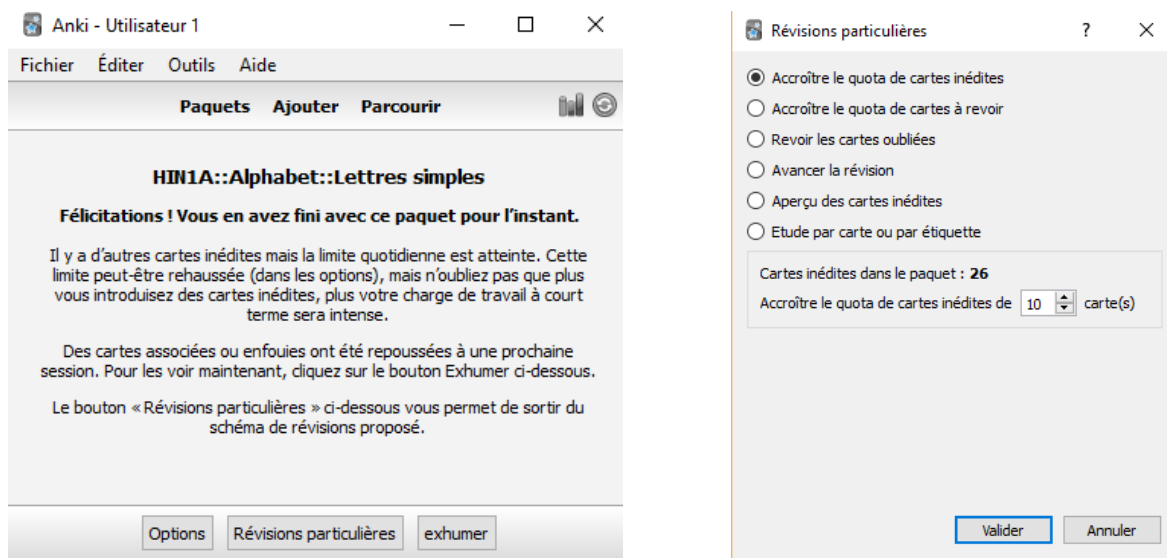 Anki - Utilisateur 1
Fichier Éditer Outils Aide
Paquets Ajouter Parcourir
HIN1A::Alphabet::Lettres simples
Félicitations ! Vous en avez fini avec ce paquet pour l’instant.
Il y a d’autres cartes inédites mais la limite quotidienne est atteinte. Cette
limite peut-être rehaussée (dans les options), mais n’oubliez pas que plus
vous introduisez des cartes inédites, plus votre charge de travail à court
terme sera intense.
Des cartes associées ou enfouies ont été repoussées à une prochaine
session. Pour les voir maintenant, cliquez sur le bouton Exhumer ci-dessous.
Le bouton « Révisions particulières » ci-dessous vous permet de sortir du
schéma de révisions proposé.
Options Révisions particulières exhumer
Révisions particulières ?
Accroître le quota de cartes inédites
Accroître le quota de cartes à revoir
Revoir les cartes oubliées
Avancer la révision
Aperçu des cartes inédites
Etude par carte ou par étiquette
Cartes inédites dans le paquet : 26
Accroître le quota de cartes inédites de 10 carte(s)
Valider Annuler